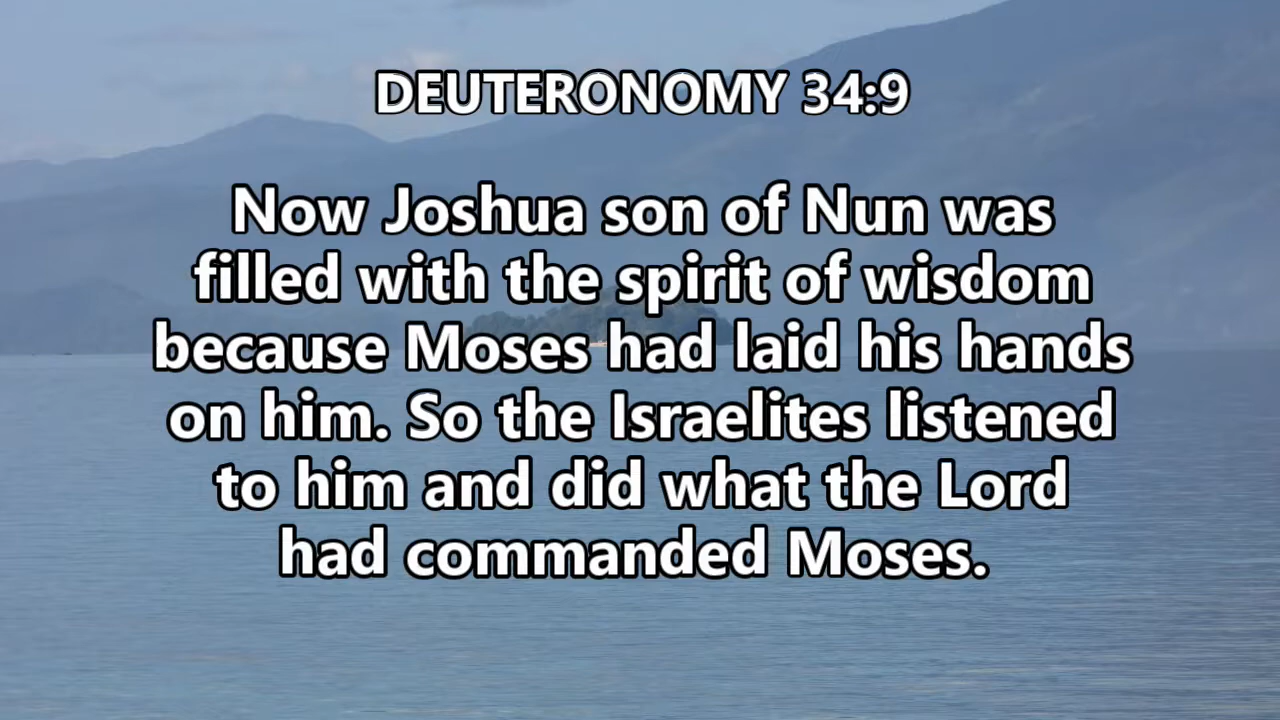 DEUTERONOMY 34:9
Now Joshua son of Nun was
filled with the spirit of wisdom
because Moses had laid his hands
on him. So the Israelites listened
to him and did what the Lord
had commanded Moses.